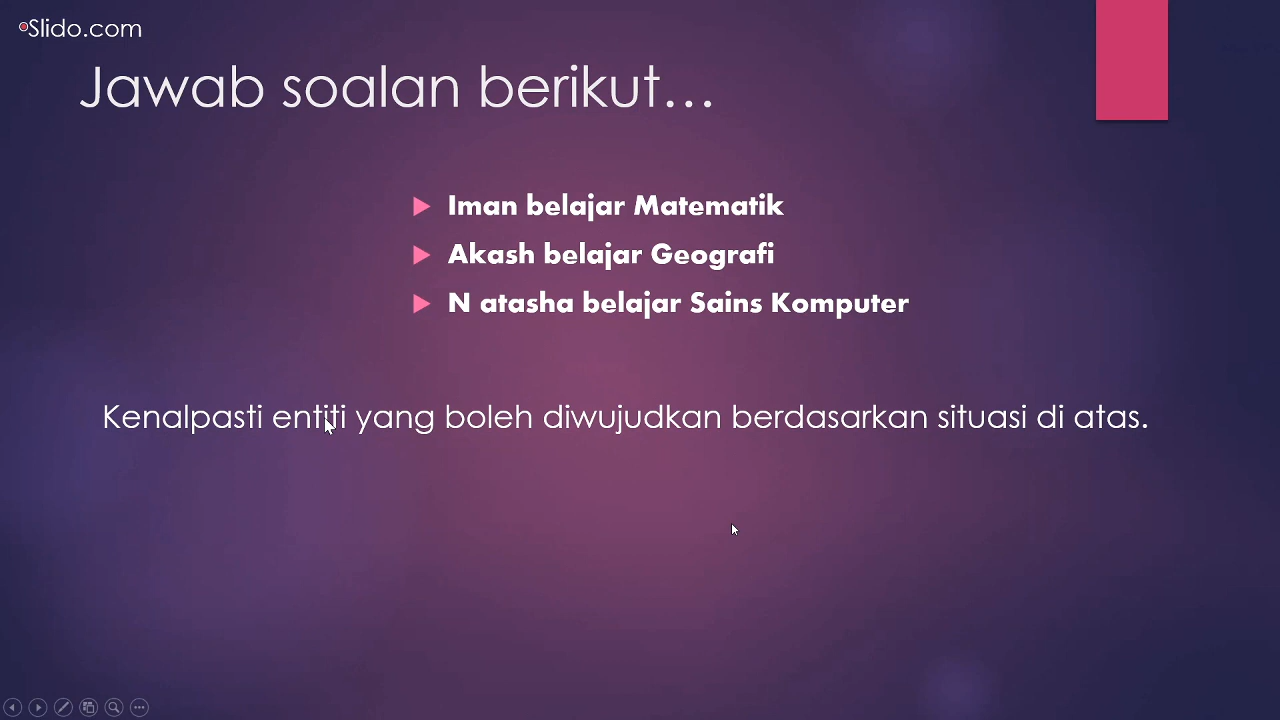 Slido.com
Jawab soalan berikut...
Iman belajar Matematik
Akash belajar Geografi
N atasha belajar Sains Komputer
Kenalpasti entiti yang boleh diwujudkan berdasarkan situasi di atas.